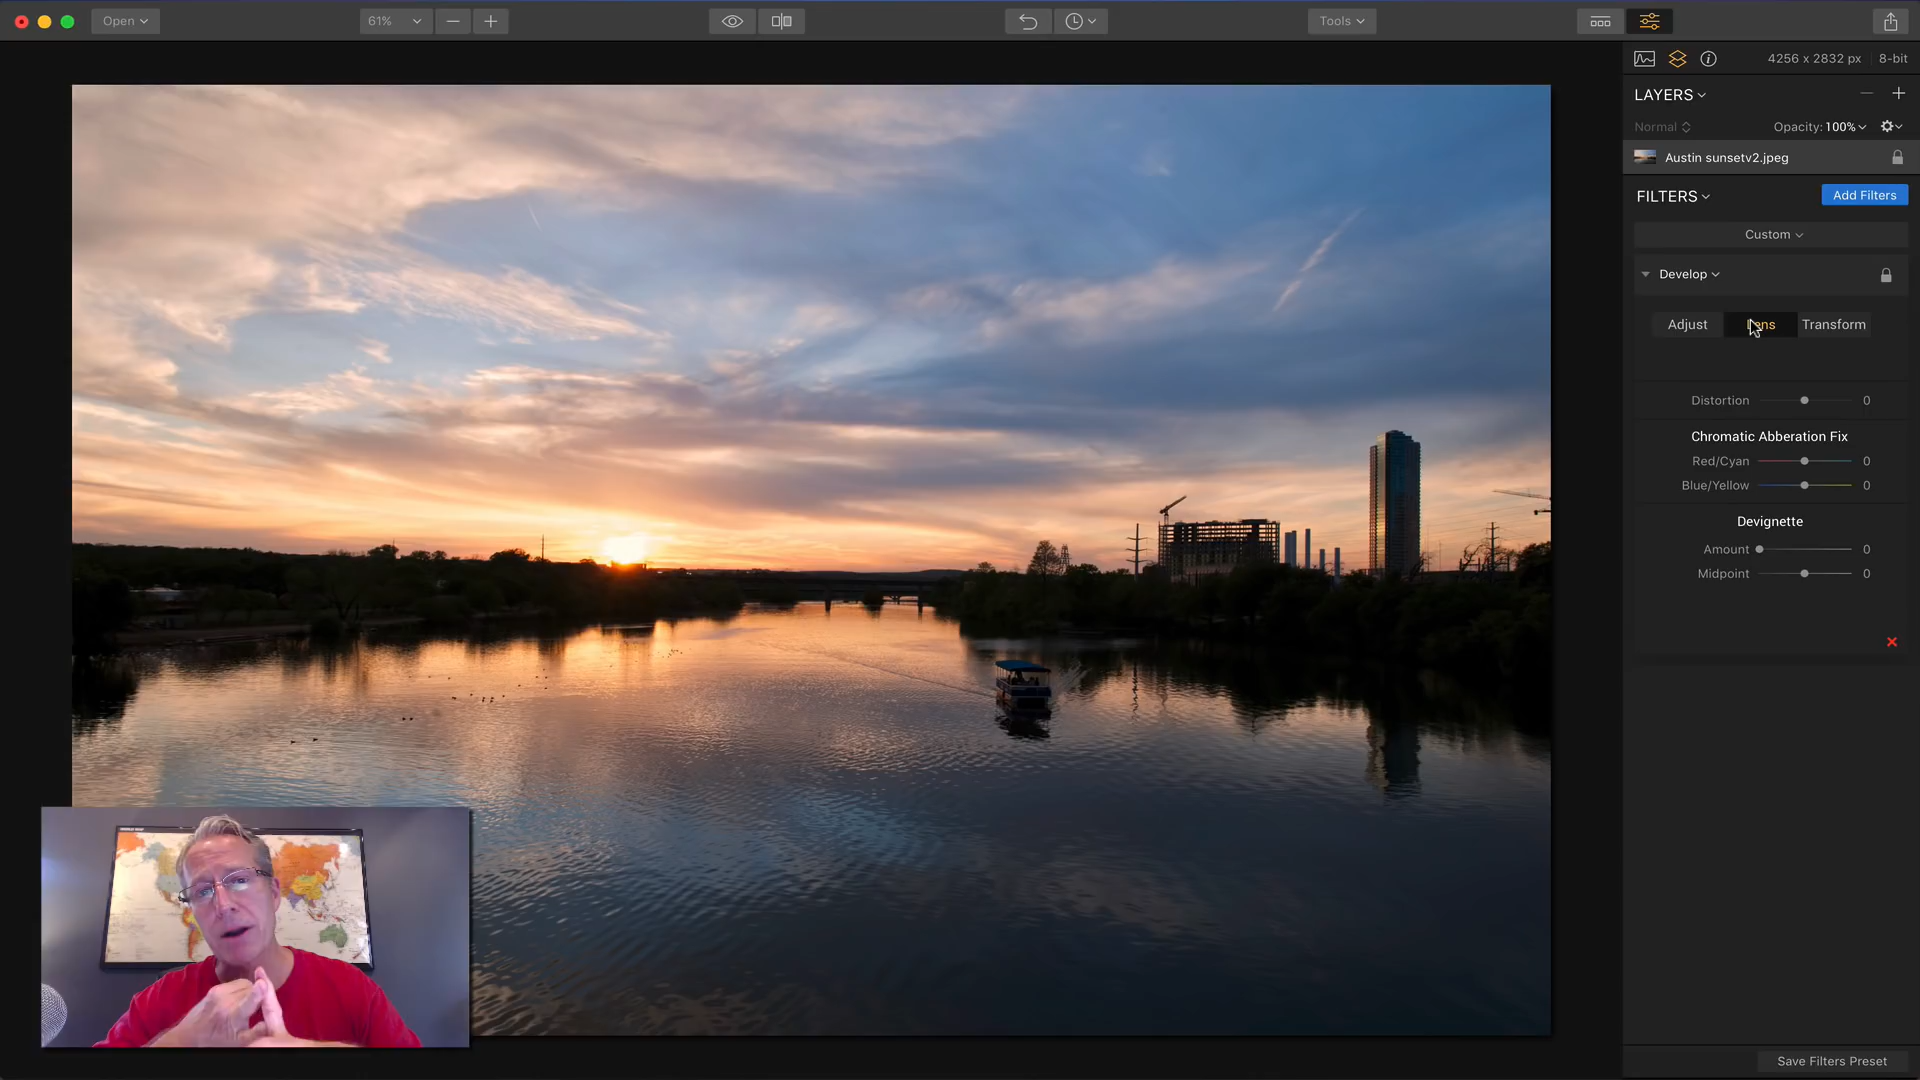 Open
61%
Tools
4256 x 2832 px
8-bit
LAYERS
Normal
Opacity: 100%
Austin sunsetv2.jpeg
FILTERS
Add Filters
Custom
Develop
Adjust
Lens
Transform
Distortion 0
Chromatic Abberation Fix
Red/Cyan 0
Blue/Yellow 0
Devignette
Amount 0
Midpoint 0
Save Filters Preset